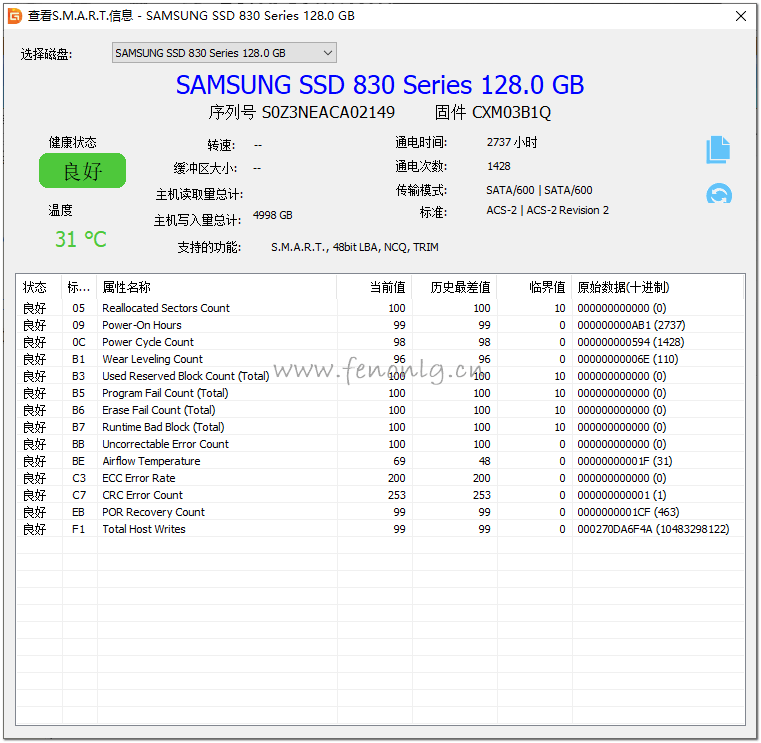 查看S.M.A.R.T.信息 - SAMSUNG SSD 830 Series 128.0 GB
选择磁盘: SAMSUNG SSD 830 Series 128.0 GB
SAMSUNG SSD 830 Series 128.0 GB
序列号 S0Z3NEACA02149 固件 CXM03B1Q
健康状态
良好
温度
31 ℃
转速: --
缓冲区大小: --
主机读取量总计:
主机写入量总计: 4998 GB
支持的功能: S.M.A.R.T., 48bit LBA, NCQ, TRIM
通电时间: 2737 小时
通电次数: 1428
传输模式: SATA/600 | SATA/600
标准: ACS-2 | ACS-2 Revision 2
状态 标... 属性名称 当前值 历史最差值 临界值 原始数据(十进制)
良好 05 Reallocated Sectors Count 100 100 10 000000000000 (0)
良好 09 Power-On Hours 99 99 0 000000000AB1 (2737)
良好 0C Power Cycle Count 98 98 0 000000000594 (1428)
良好 B1 Wear Leveling Count 96 96 0 00000000006E (110)
良好 B3 Used Reserved Block Count (Total) 100 100 10 000000000000 (0)
良好 B5 Program Fail Count (Total) 100 100 10 000000000000 (0)
良好 B6 Erase Fail Count (Total) 100 100 10 000000000000 (0)
良好 B7 Runtime Bad Block (Total) 100 100 10 000000000000 (0)
良好 BB Uncorrectable Error Count 100 100 0 000000000000 (0)
良好 BE Airflow Temperature 69 48 0 00000000001F (31)
良好 C3 ECC Error Rate 200 200 0 000000000000 (0)
良好 C7 CRC Error Count 253 253 0 000000000001 (1)
良好 EB POR Recovery Count 99 99 0 0000000001CF (463)
良好 F1 Total Host Writes 99 99 0 000270DA6F4A (10483298122)
www.fenonlg.cn